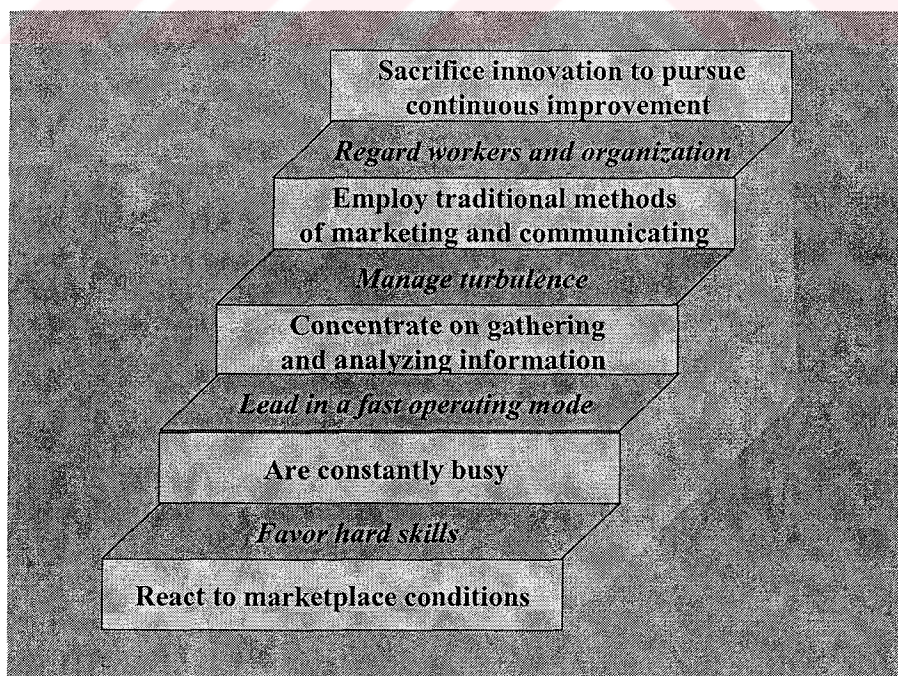 Sacrifice innovation to pursue
continuous improvement
Regard workers and organization
Employ traditional methods
of marketing and communicating
Manage turbulence
Concentrate on gathering
and analyzing information
Lead in a fast operating mode
Are constantly busy
Favor hard skills
React to marketplace conditions